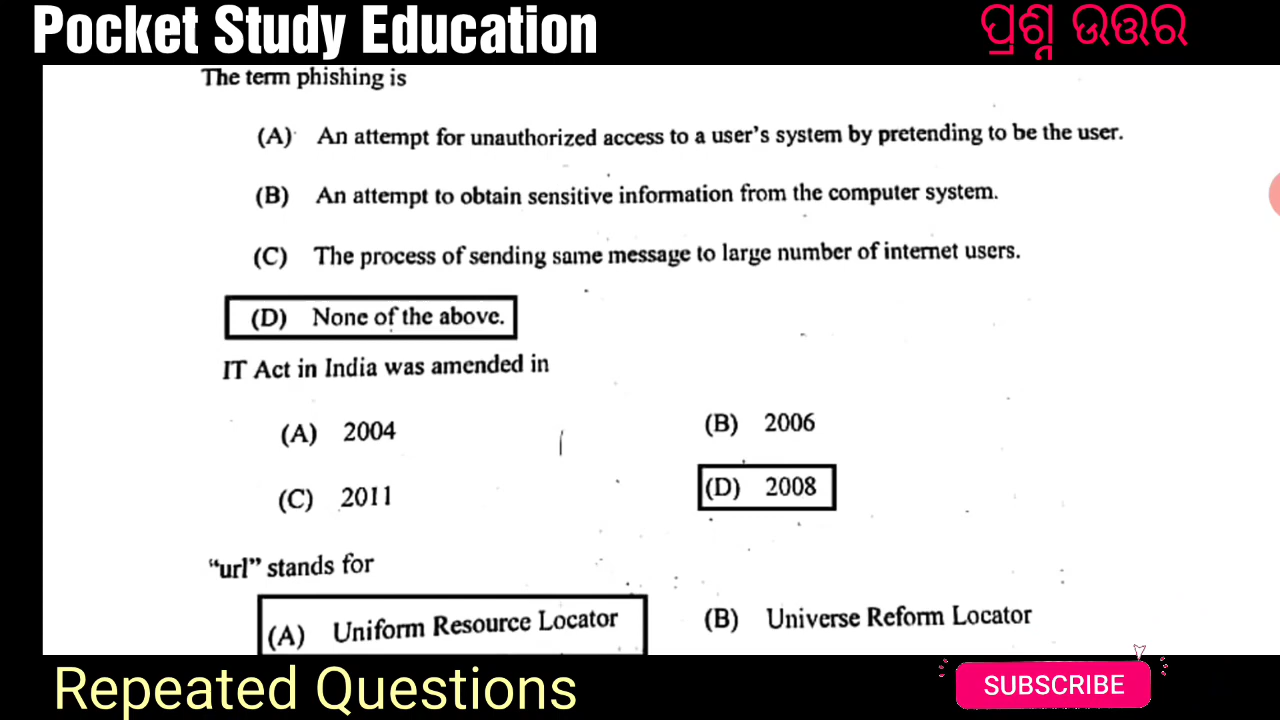 Pocket Study Education
ପ୍ରଶ୍ନ ଉତ୍ତର
The term phishing is
(A) An attempt for unauthorized access to a user's system by pretending to be the user.
(B) An attempt to obtain sensitive information from the computer system.
(C) The process of sending same message to large number of internet users.
(D) None of the above.
IT Act in India was amended in
(A) 2004 (B) 2006
(C) 2011 (D) 2008
“url” stands for
(A) Uniform Resource Locator (B) Universe Reform Locator
Repeated Questions
SUBSCRIBE